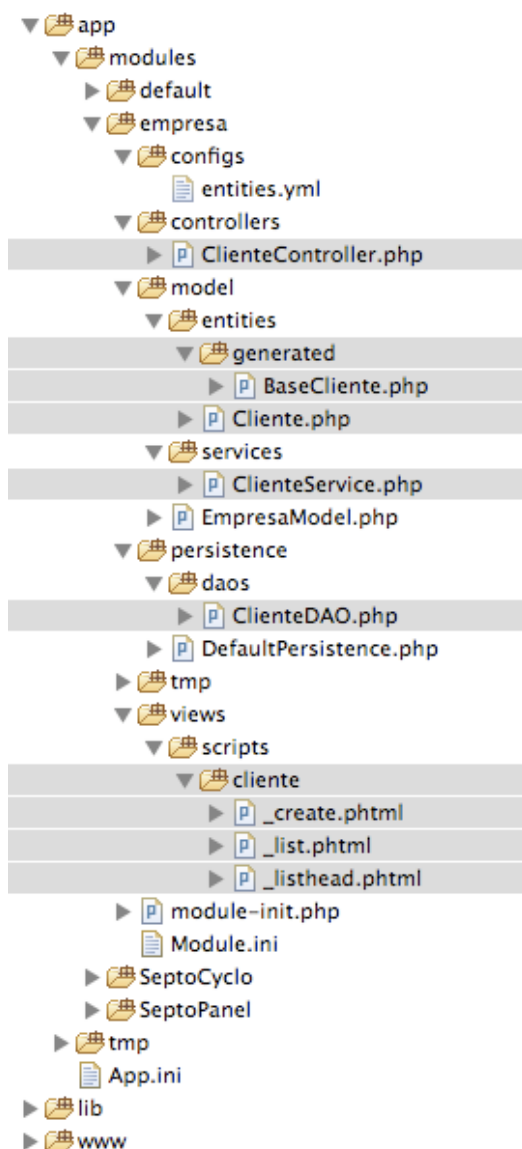 app
modules
default
empresa
configs
entities.yml
controllers
ClienteController.php
model
entities
generated
BaseCliente.php
Cliente.php
services
ClienteService.php
EmpresaModel.php
persistence
daos
ClienteDAO.php
DefaultPersistence.php
tmp
views
scripts
cliente
_create.phtml
_list.phtml
_listhead.phtml
module-init.php
Module.ini
SeptoCyclo
SeptoPanel
tmp
App.ini
lib
www